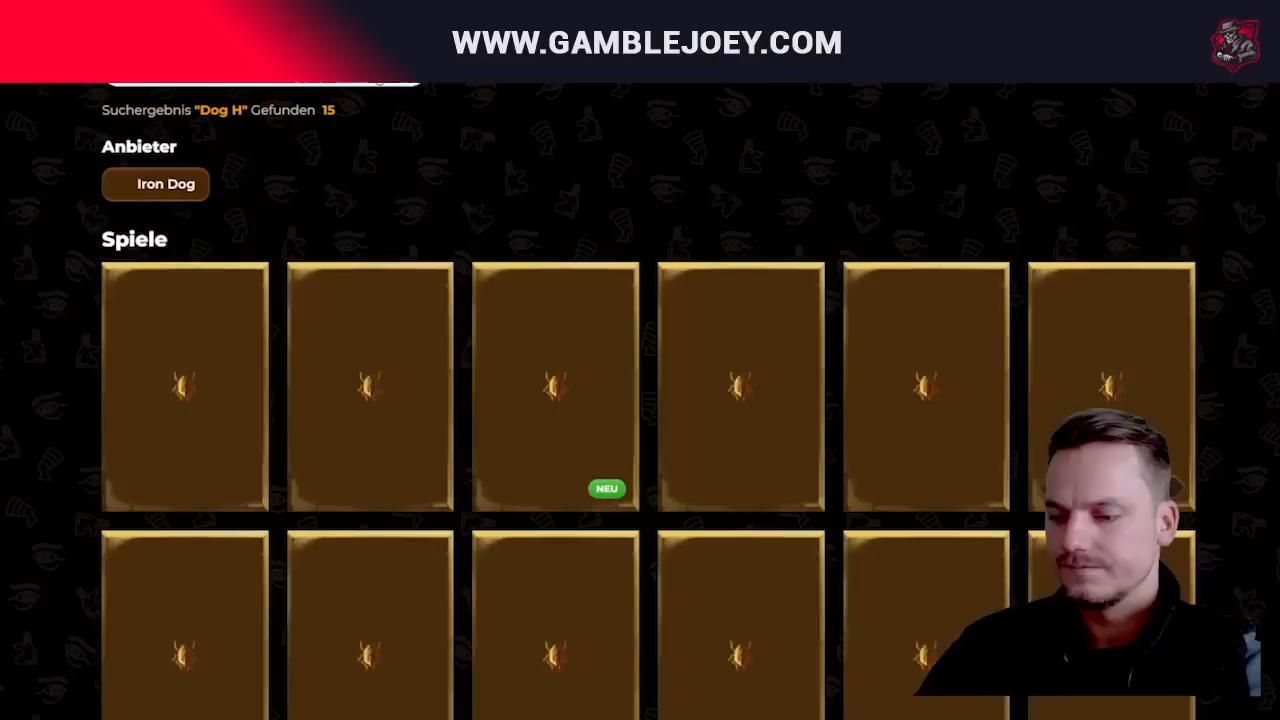 WWW.GAMBLEJOEY.COM
Suchergebnis "Dog H" Gefunden 15
Anbieter
Iron Dog
Spiele
NEU